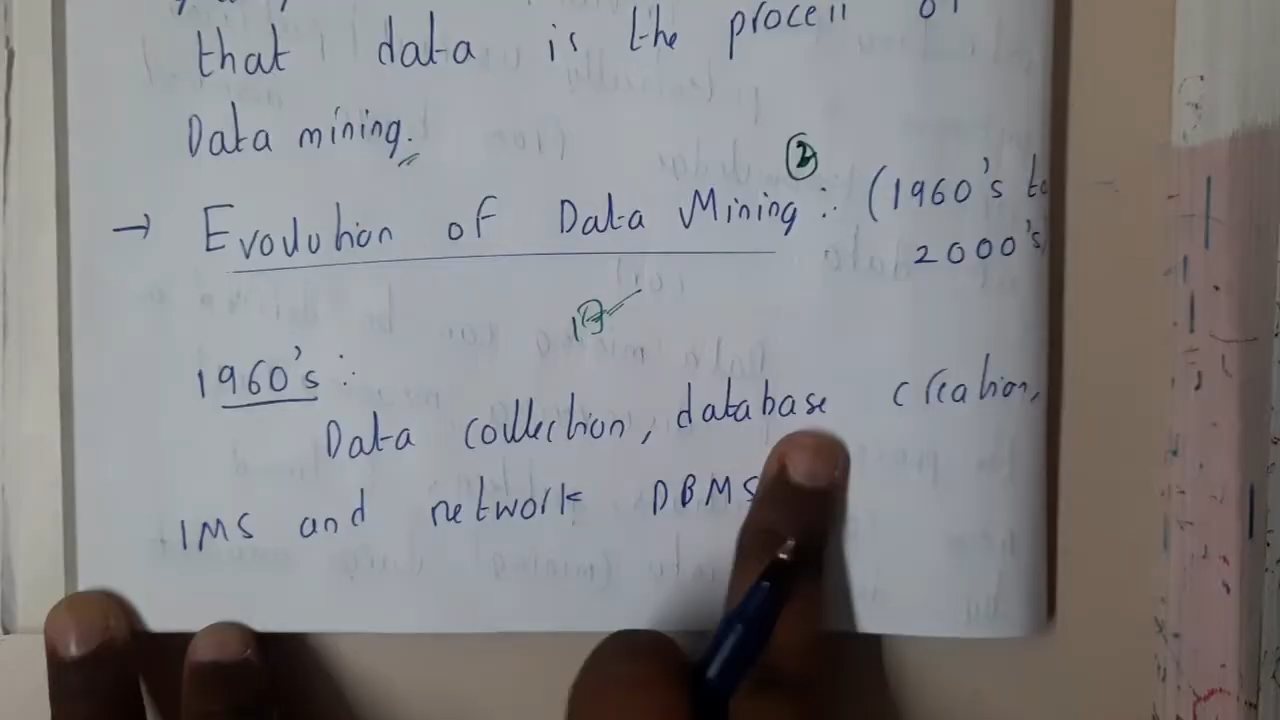 that data is the process of
Data mining.
→ Evolution of Data Mining ② : (1960's to
2000's
1960's :
Data collection, database creation,
IMS and network DBMS